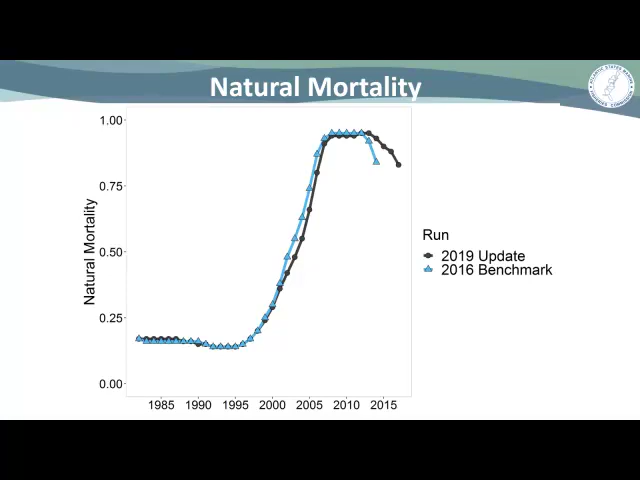 Natural Mortality
1.00
0.75
0.50
0.25
0.00
Natural Mortality
1985 1990 1995 2000 2005 2010 2015
Run
2019 Update
2016 Benchmark